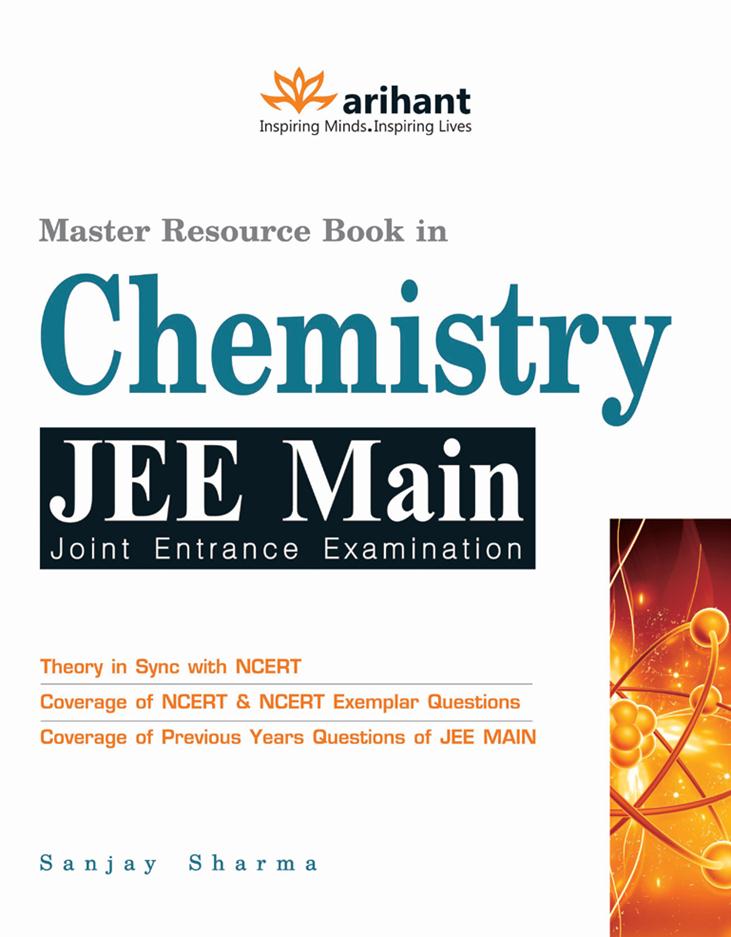 arihant
Inspiring Minds.Inspiring Lives
Master Resource Book in
Chemistry
JEE Main
Joint Entrance Examination
Theory in Sync with NCERT
Coverage of NCERT & NCERT Exemplar Questions
Coverage of Previous Years Questions of JEE MAIN
Sanjay Sharma